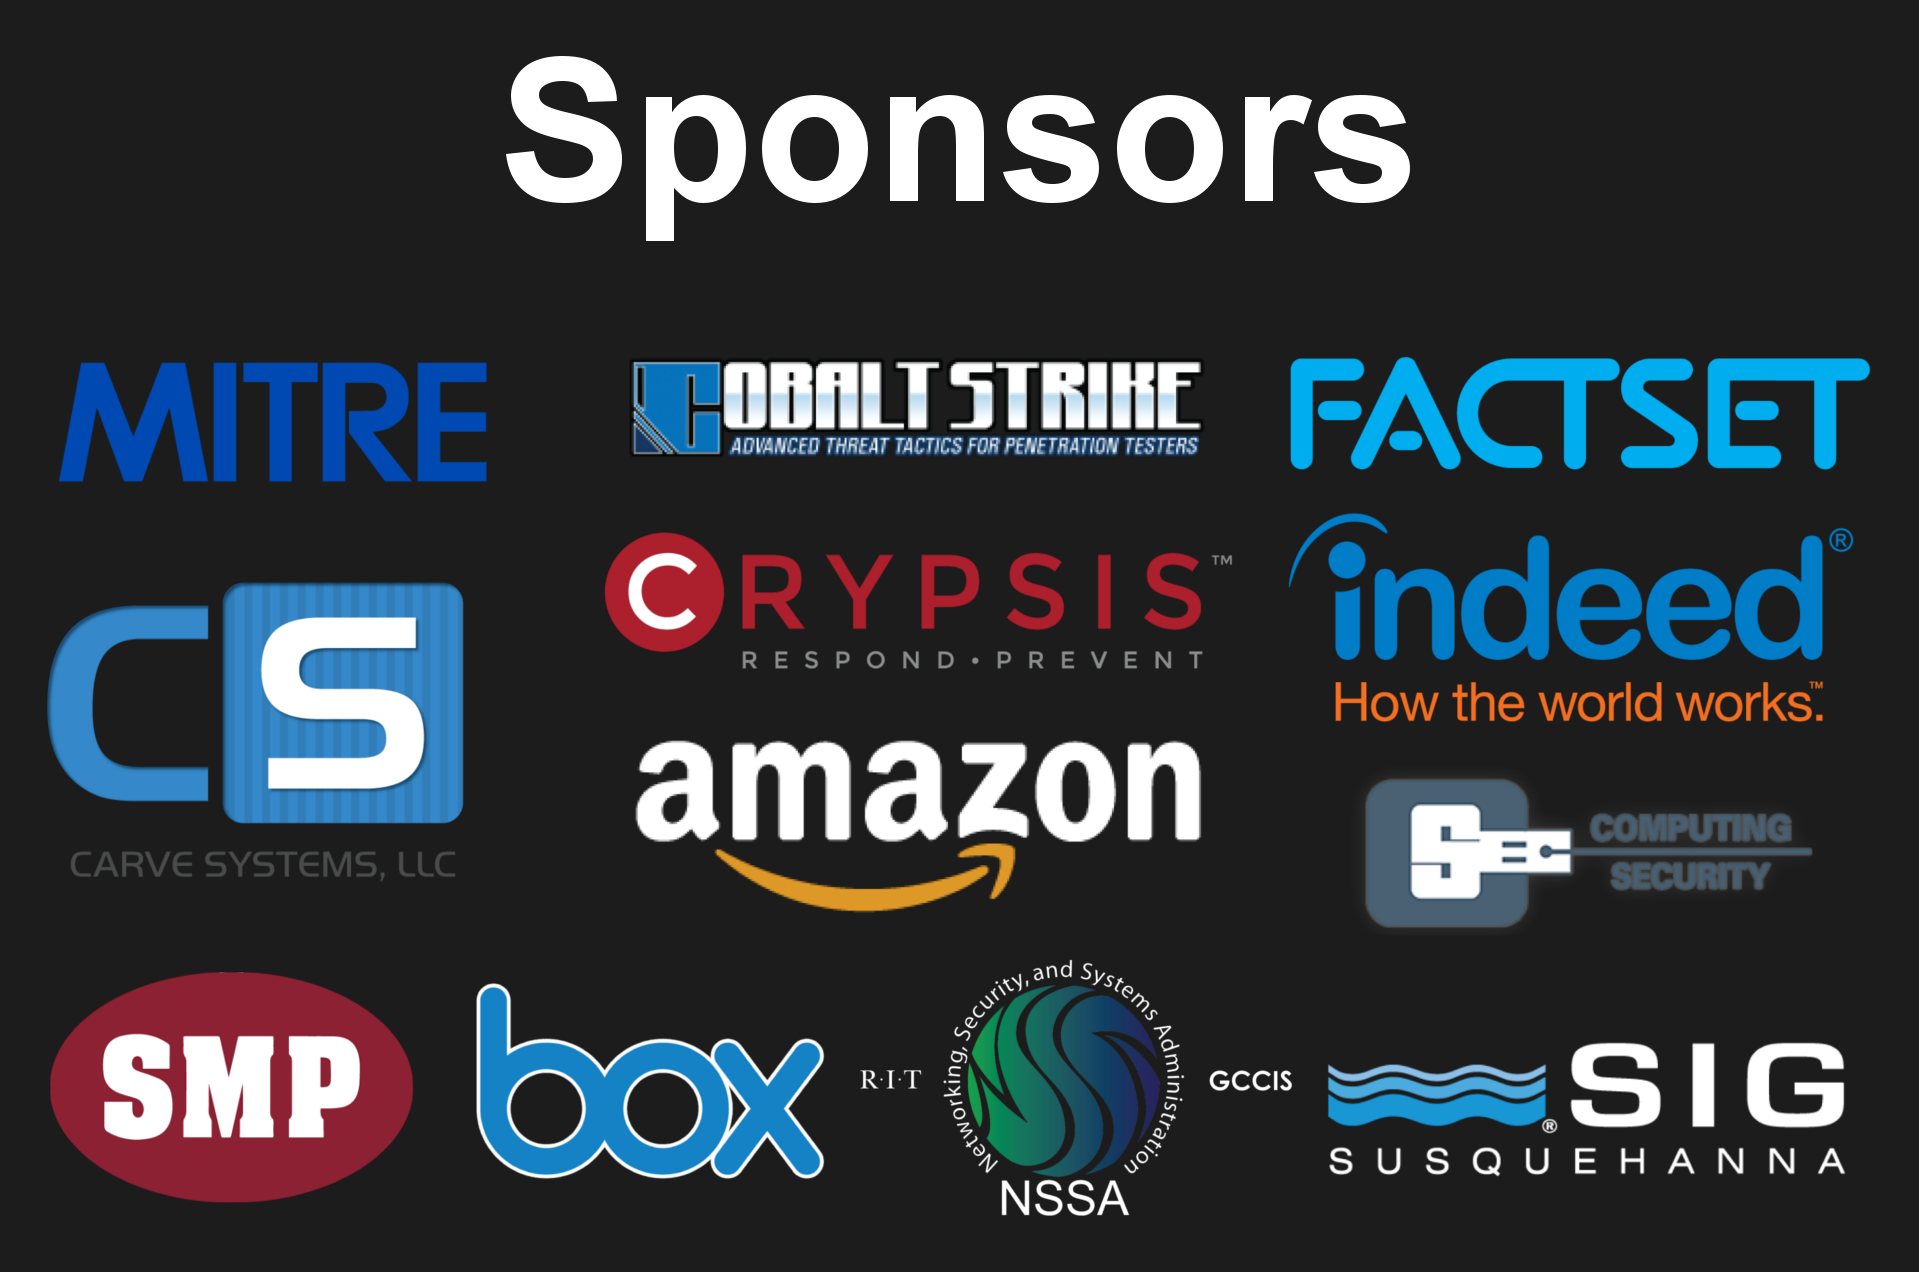 Sponsors
MITRE
COBALT STRIKE
ADVANCED THREAT TACTICS FOR PENETRATION TESTERS
FACTSET
CRYPSIS™
RESPOND · PREVENT
indeed®
How the world works.™
CS
CARVE SYSTEMS, LLC
amazon
SEC
COMPUTING
SECURITY
SMP
box
R·I·T
Networking, Security, and Systems Administration
NSSA
GCCIS
®SIG
SUSQUEHANNA